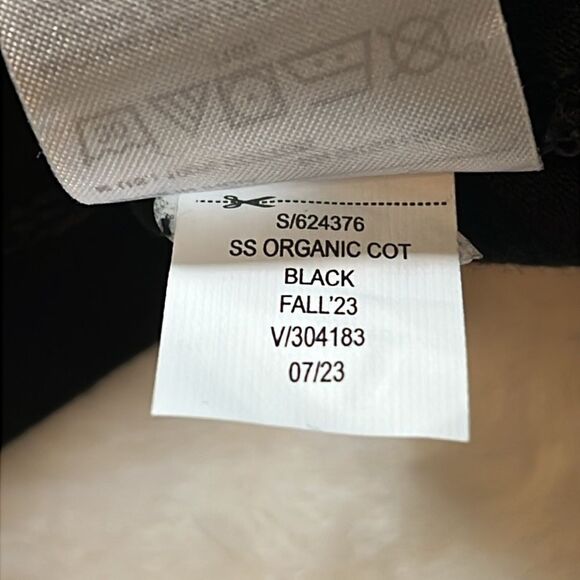 S/624376
SS ORGANIC COT
BLACK
FALL'23
V/304183
07/23